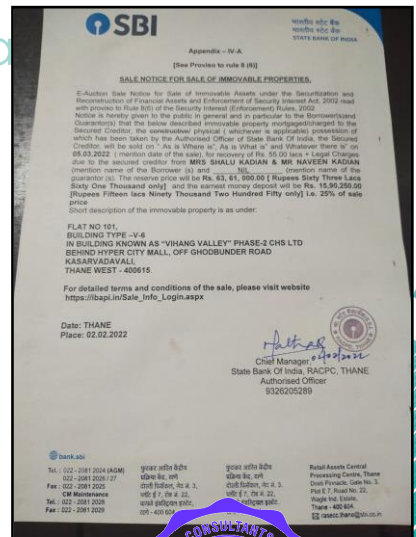 SBI
भारतीय स्टेट बैंक
भारतीय स्टेट बैंक
STATE BANK OF INDIA
Appendix – IV-A
[See Proviso to rule 8 (6)]
SALE NOTICE FOR SALE OF IMMOVABLE PROPERTIES.
E-Auction Sale Notice for Sale of Immovable Assets under the Securitization and
Reconstruction of Financial Assets and Enforcement of Security Interest Act, 2002 read
with proviso to Rule 8(6) of the Security Interest (Enforcement) Rules, 2002
Notice is hereby given to the public in general and in particular to the Borrower(s)and
Guarantor(s) that the below described immovable property mortgaged/charged to the
Secured Creditor, the physical ( whichever is applicable) possession of
which has been taken by the Authorised Officer of State Bank Of India, the Secured
Creditor, will be sold on " As is Where is", As is What is" and Whatever there is" on
05.03.2022 ( mention date of the sale), for recovery of Rs 55.00 lacs + Legal Charges
due to the secured creditor from MRS SHALU KADIAN & MR NAVEEN KADIAN
(mention name of the Borrower (s) and NIL (mention name of the
guarantor (s). The reserve price will be Rs. 63, 61, 000.00 [ Rupees Sixty Three Lacs
Sixty One Thousand only] and the earnest money deposit will be Rs. 15,90,250.00
[Rupees Fifteen lacs Ninety Thousand Two Hundred Fifty only] i.e. 25% of sale
price
Short description of the immovable property is as under:
FLAT NO 101,
BUILDING TYPE –V-6
IN BUILDING KNOWN AS "VIHANG VALLEY" PHASE-2 CHS LTD
BEHIND HYPER CITY MALL, OFF GHODBUNDER ROAD
KASARVADAVALI,
THANE WEST - 400615.
For detailed terms and conditions of the sale, please visit website
https://ibapi.in/Sale_Info_Login.aspx
Date: THANE
Place: 02.02.2022
Chief Manager,
State Bank Of India, RACPC, THANE
Authorised Officer
9326205289
bank.sbi
Tel. : 022 - 2081 2024 (AGM)
022 - 2081 2026 / 27
Fax : 022 - 2081 2025
CM Maintenance
Tel. : 022 - 2081 2028
Fax : 022 - 2081 2029
Retail Assets Central
Processing Centre, Thane
Dosti Pinnacle, Gate No. 3,
Plot E 7, Road No. 22,
Wagle Ind. Estate,
Thane - 400 604
CONSULTANTS